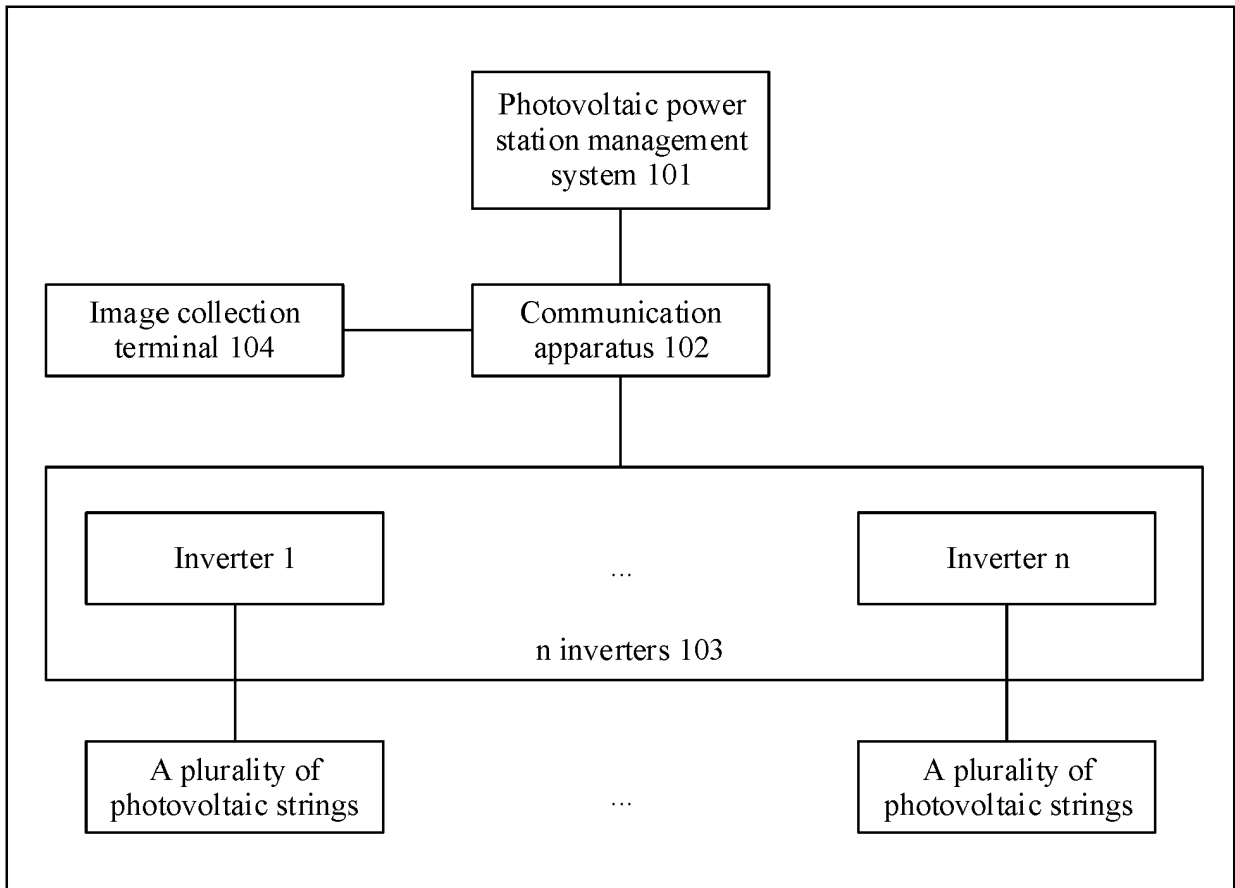 Photovoltaic power
station management
system 101
Image collection
terminal 104
Communication
apparatus 102
Inverter 1
...
Inverter n
n inverters 103
A plurality of
photovoltaic strings
...
A plurality of
photovoltaic strings